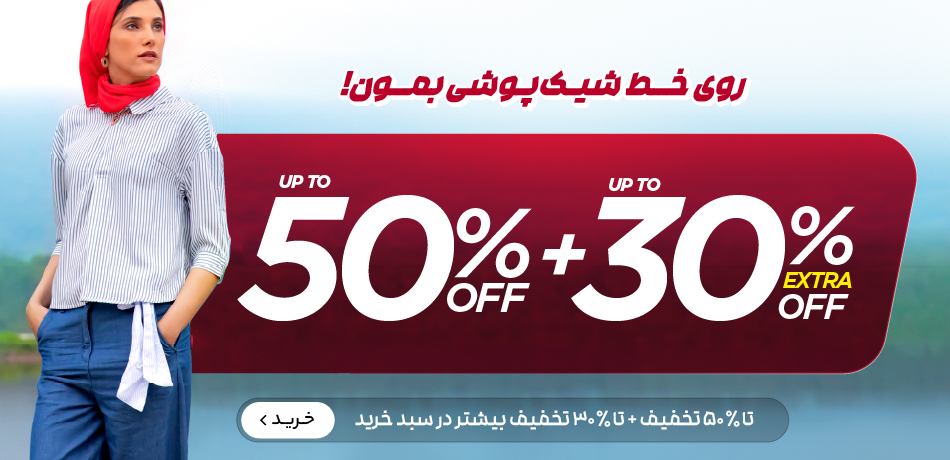 روی خط شیک‌پوشی بمون!
UP TO
50% OFF
+
UP TO
30% EXTRA OFF
تا ۵۰% تخفیف + تا ۳۰% تخفیف بیشتر در سبد خرید
خرید >